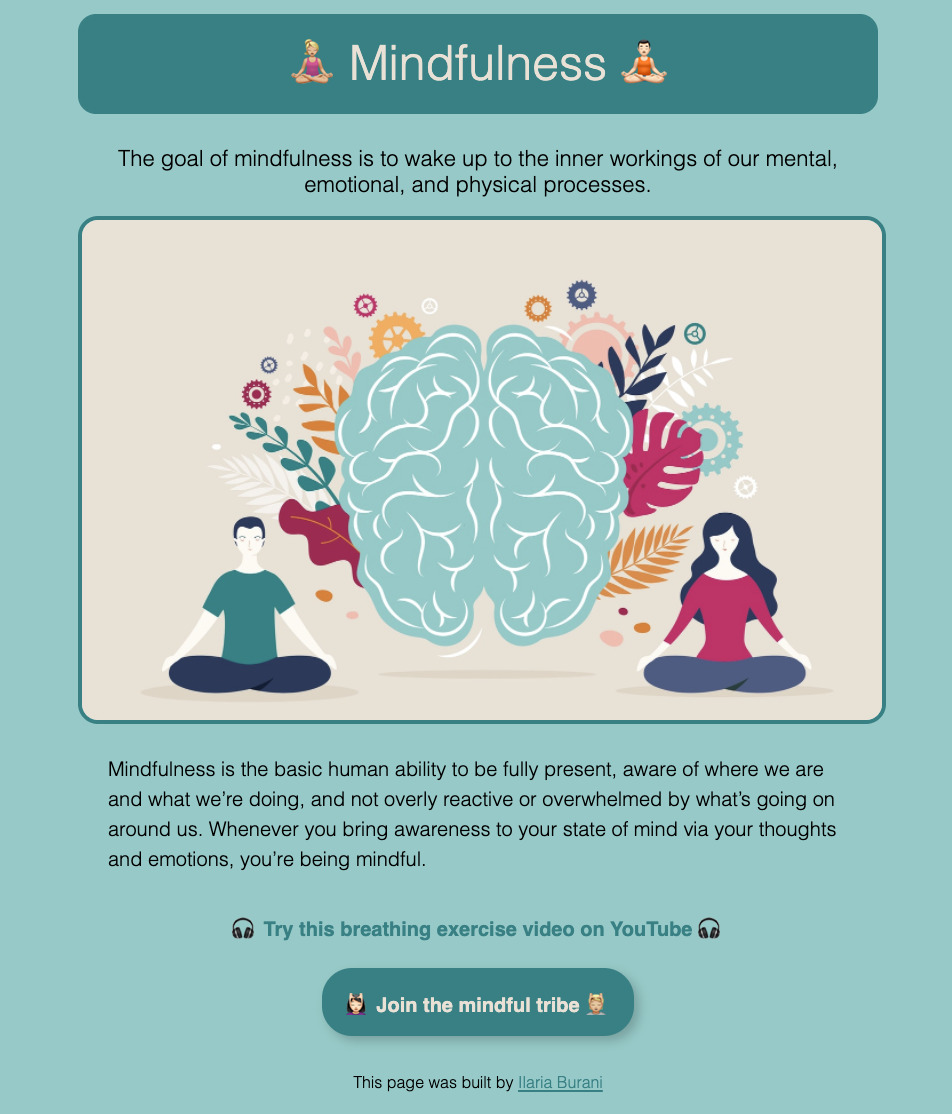 Mindfulness
The goal of mindfulness is to wake up to the inner workings of our mental,
emotional, and physical processes.
Mindfulness is the basic human ability to be fully present, aware of where we are
and what we’re doing, and not overly reactive or overwhelmed by what’s going on
around us. Whenever you bring awareness to your state of mind via your thoughts
and emotions, you’re being mindful.
Try this breathing exercise video on YouTube
Join the mindful tribe
This page was built by Ilaria Burani